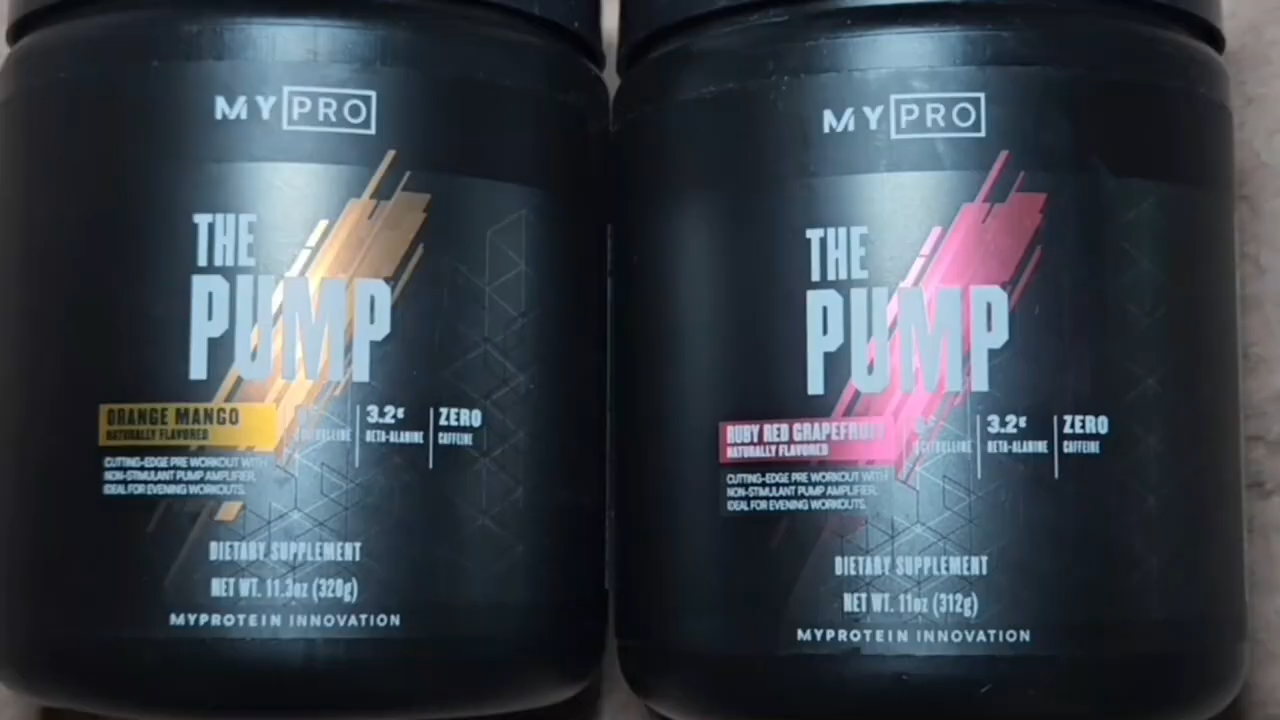 MYPRO
THE
PUMP
ORANGE MANGO
NATURALLY FLAVORED
3.2g
BETA-ALANINE
ZERO
CAFFEINE
CUTTING-EDGE PRE WORKOUT WITH
NON-STIMULANT PUMP AMPLIFIER.
IDEAL FOR EVENING WORKOUTS.
DIETARY SUPPLEMENT
NET WT. 11.3oz (320g)
MYPROTEIN INNOVATION
MYPRO
THE
PUMP
RUBY RED GRAPEFRUIT
NATURALLY FLAVORED
3.2g
BETA-ALANINE
ZERO
CAFFEINE
CUTTING-EDGE PRE WORKOUT WITH
NON-STIMULANT PUMP AMPLIFIER.
IDEAL FOR EVENING WORKOUTS.
DIETARY SUPPLEMENT
NET WT. 11oz (312g)
MYPROTEIN INNOVATION